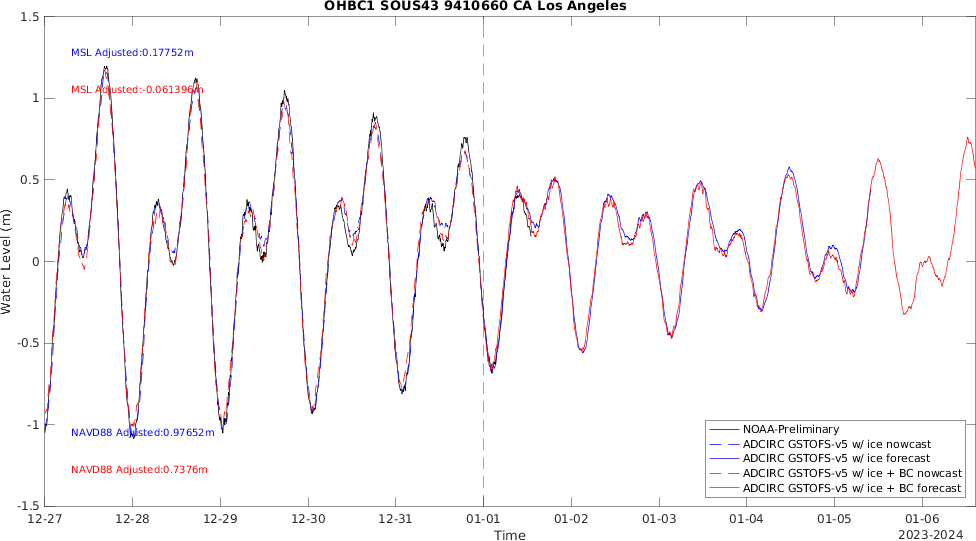 OHBC1 SOUS43 9410660 CA Los Angeles
1.5
1
0.5
0
-0.5
-1
-1.5
Water Level (m)
MSL Adjusted:0.17752m
MSL Adjusted:-0.061396m
NAVD88 Adjusted:0.97652m
NAVD88 Adjusted:0.7376m
NOAA-Preliminary
ADCIRC GSTOFS-v5 w/ ice nowcast
ADCIRC GSTOFS-v5 w/ ice forecast
ADCIRC GSTOFS-v5 w/ ice + BC nowcast
ADCIRC GSTOFS-v5 w/ ice + BC forecast
12-27 12-28 12-29 12-30 12-31 01-01 01-02 01-03 01-04 01-05 01-06
Time
2023-2024